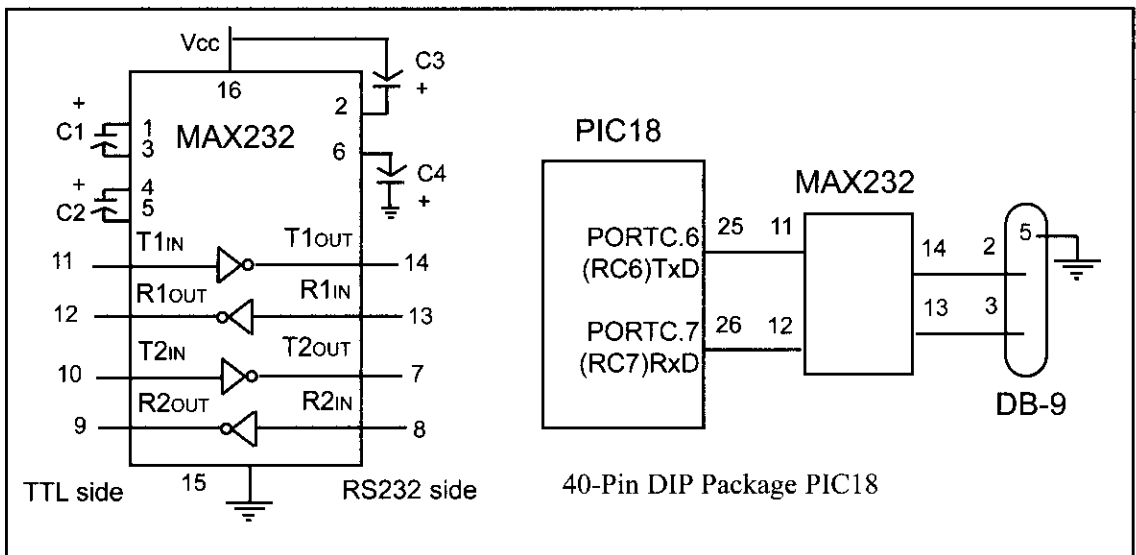 Vcc
C3
+
16
2
+
C1
1
3
MAX232
6
C4
+
+
C2
4
5
T1IN
T1OUT
11
14
R1OUT
R1IN
12
13
T2IN
T2OUT
10
7
R2OUT
R2IN
9
8
15
TTL side
RS232 side
PIC18
MAX232
PORTC.6
(RC6)TxD
25
11
14
2
5
PORTC.7
(RC7)RxD
26
12
13
3
DB-9
40-Pin DIP Package PIC18